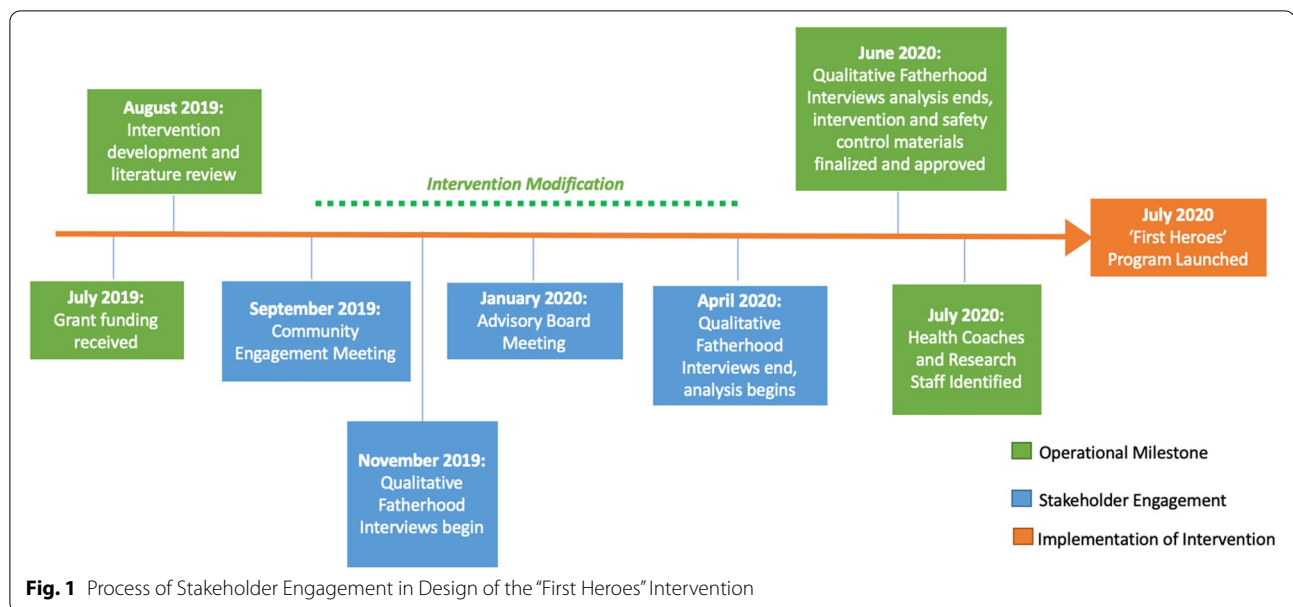 August 2019:
Intervention
development and
literature review
June 2020:
Qualitative Fatherhood
Interviews analysis ends,
intervention and safety
control materials
finalized and approved
Intervention Modification
July 2020
‘First Heroes’
Program Launched
July 2019:
Grant funding
received
September 2019:
Community
Engagement Meeting
November 2019:
Qualitative
Fatherhood
Interviews begin
January 2020:
Advisory Board
Meeting
April 2020:
Qualitative
Fatherhood
Interviews end,
analysis begins
July 2020:
Health Coaches
and Research
Staff Identified
Operational Milestone
Stakeholder Engagement
Implementation of Intervention
Fig. 1 Process of Stakeholder Engagement in Design of the “First Heroes” Intervention